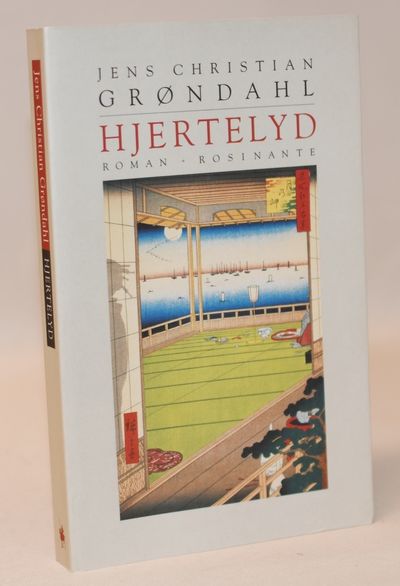 JENS CHRISTIAN
GRØNDAHL
HJERTELYD
ROMAN · ROSINANTE
Jens Christian Grøndahl HJERTELYD